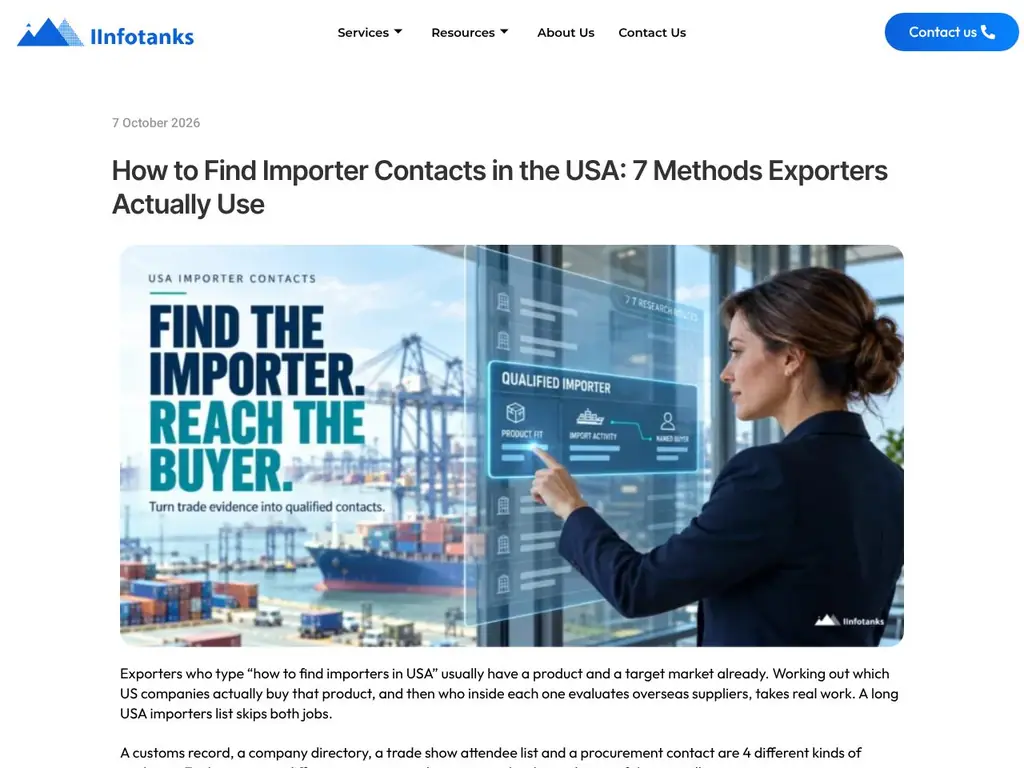 IInfotanks
Services
Resources
About Us
Contact Us
Contact us
7 October 2026
How to Find Importer Contacts in the USA: 7 Methods Exporters
Actually Use
USA IMPORTER CONTACTS
FIND THE
IMPORTER.
REACH THE
BUYER.
Turn trade evidence into qualified contacts.
7 RESEARCH ROUTES
QUALIFIED IMPORTER
PRODUCT FIT
IMPORT ACTIVITY
NAMED BUYER
IInfotanks
Exporters who type “how to find importers in USA” usually have a product and a target market already. Working out which
US companies actually buy that product, and then who inside each one evaluates overseas suppliers, takes real work. A long
USA importers list skips both jobs.
A customs record, a company directory, a trade show attendee list and a procurement contact are 4 different kinds of